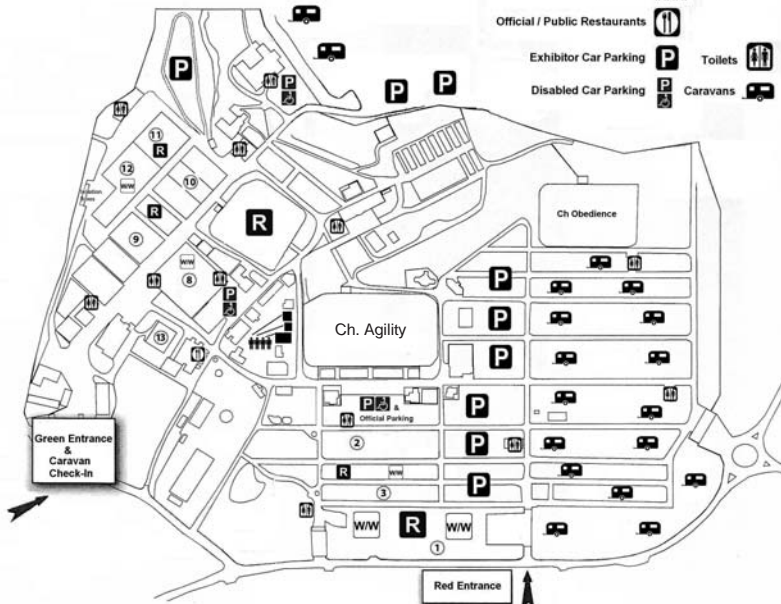 Official / Public Restaurants
Exhibitor Car Parking P Toilets
Disabled Car Parking P Caravans
P
P
P P
11
R
12
W/W
10
R
9
R
W/W
8
P
13
Ch Obedience
P
P
Ch. Agility
P
P & Official Parking
P
2
P
R W/W
3
P
W/W R W/W
1
Green Entrance
&
Caravan
Check-In
Red Entrance